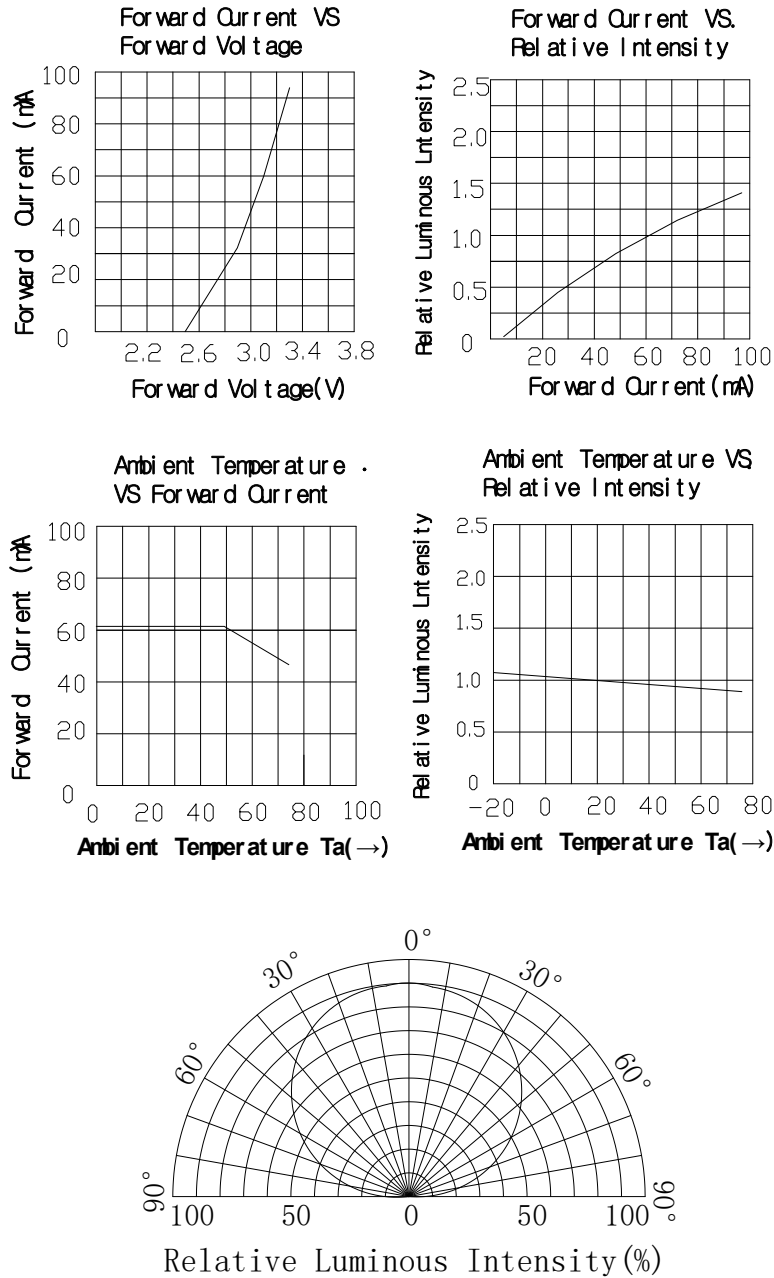 Forward Current VS
Forward Voltage
Forward Current (mA)
100
80
60
40
20
0
2.2 2.6 3.0 3.4 3.8
Forward Voltage(V)
Forward Current VS.
Relative Intensity
Relative Luminous Lntensity
2.5
2.0
1.5
1.0
0.5
0
20 40 60 80 100
Forward Current(mA)
Ambient Temperature .
VS Forward Current
Forward Current (mA)
100
80
60
40
20
0
0 20 40 60 80 100
Ambient Temperature Ta(→)
Ambient Temperature VS.
Relative Intensity
Relative Luminous Lntensity
2.5
2.0
1.5
1.0
0.5
0
-20 0 20 40 60 80
Ambient Temperature Ta(→)
0°
30° 30°
60° 60°
90° 90°
100 50 0 50 100
Relative Luminous Intensity(%)